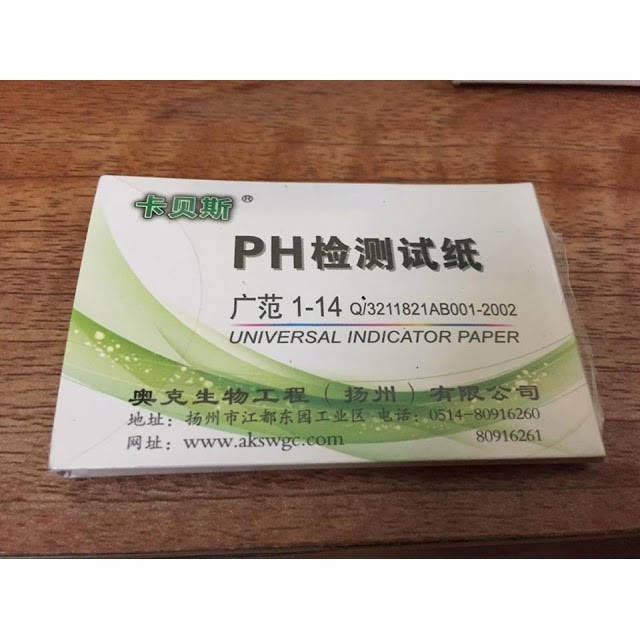 卡贝斯®
PH检测试纸
广范 1-14 Q/3211821AB001-2002
UNIVERSAL INDICATOR PAPER
奥克生物工程（扬州）有限公司
地址：扬州市江都东园工业区 电话：0514-80916260
网址：www.akswgc.com 80916261